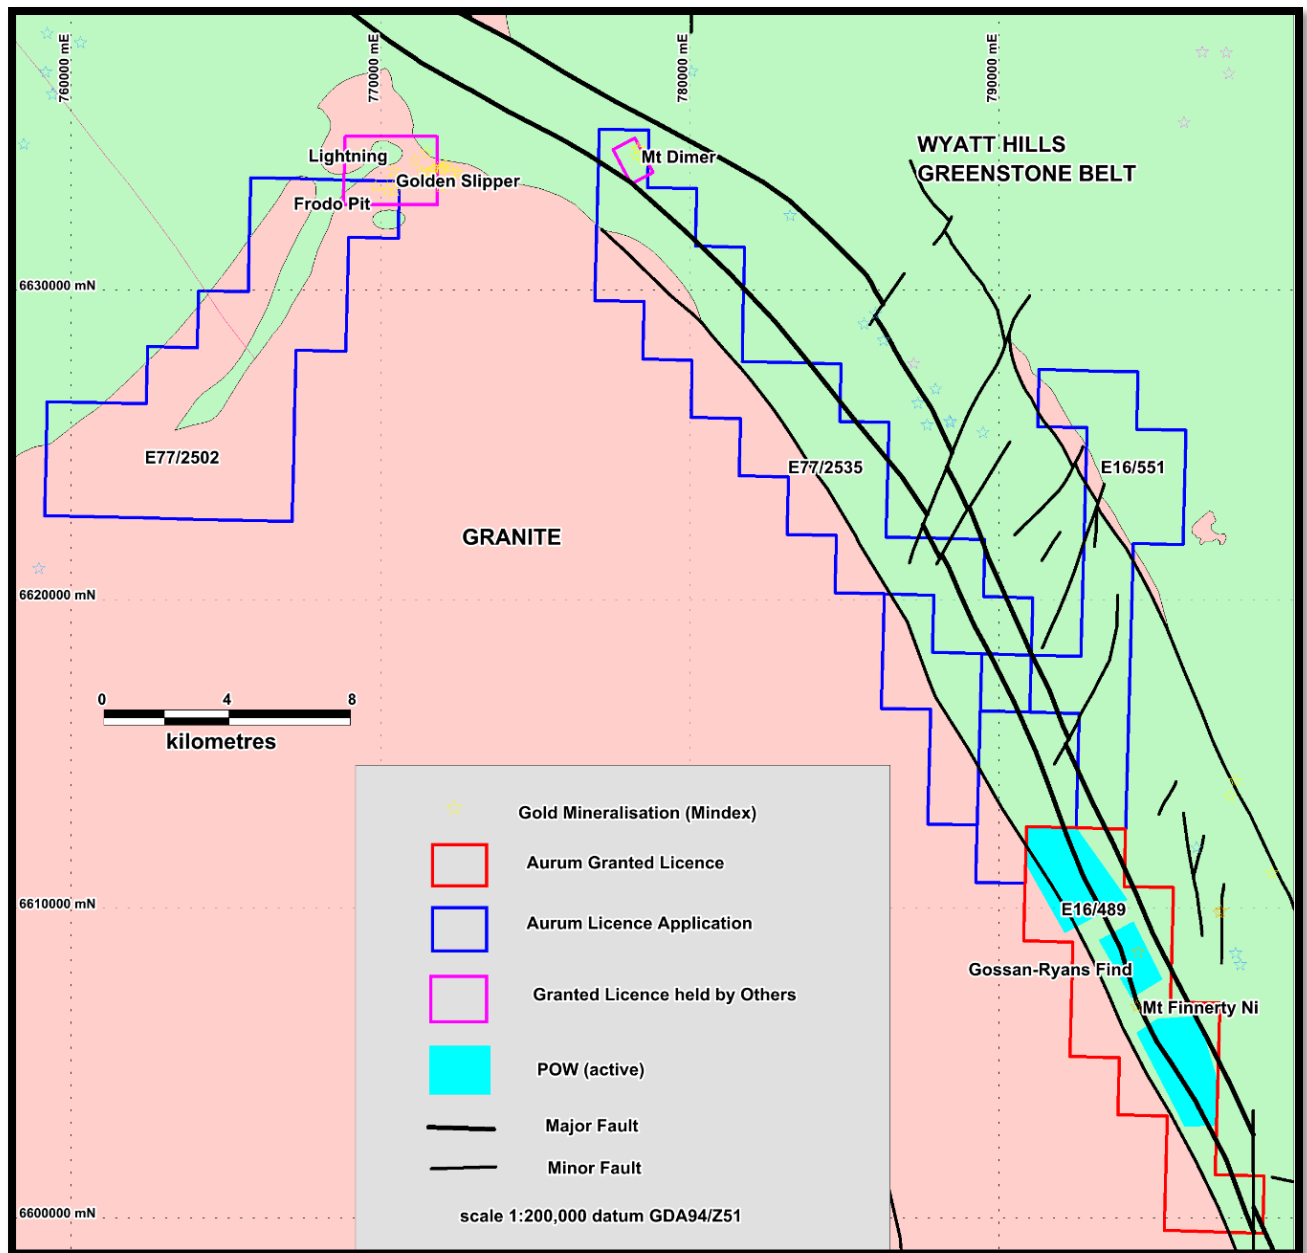 760000 mE
770000 mE
780000 mE
790000 mE
WYATT HILLS
GREENSTONE BELT
Lightning
Mt Dimer
Golden Slipper
Frodo Pit
6630000 mN
E77/2502
E77/2535
E16/551
GRANITE
6620000 mN
0 4 8
kilometres
Gold Mineralisation (Mindex)
Aurum Granted Licence
Aurum Licence Application
Granted Licence held by Others
POW (active)
Major Fault
Minor Fault
scale 1:200,000 datum GDA94/Z51
6610000 mN
E16/489
Gossan-Ryans Find
Mt Finnerty Ni
6600000 mN